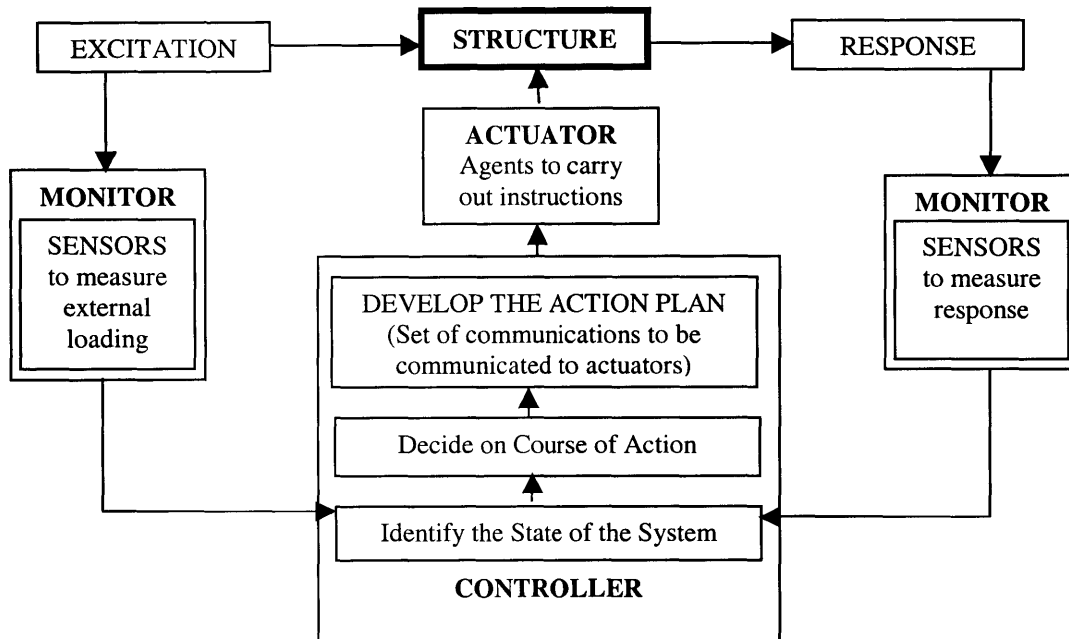 EXCITATION
STRUCTURE
RESPONSE
ACTUATOR
Agents to carry
out instructions
MONITOR
SENSORS
to measure
external
loading
MONITOR
SENSORS
to measure
response
DEVELOP THE ACTION PLAN
(Set of communications to be
communicated to actuators)
Decide on Course of Action
Identify the State of the System
CONTROLLER